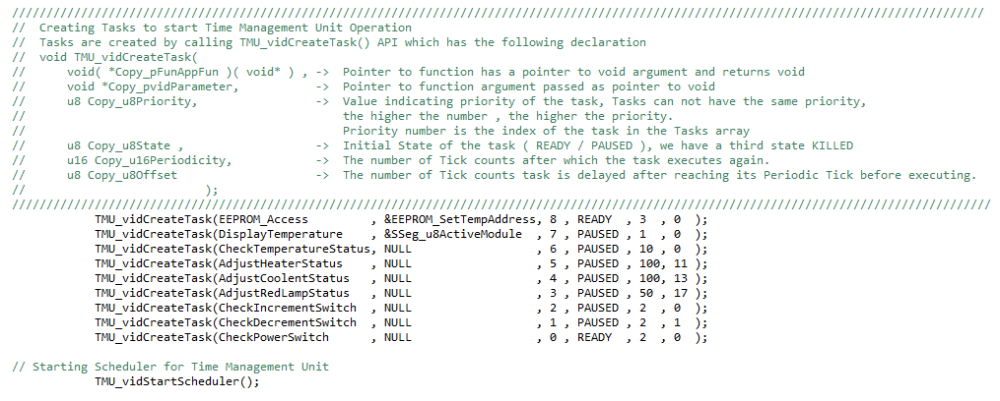 ////////////////////////////////////////////////////////////////////////////////////////////////////////////////////////////////////////////////
// Creating Tasks to start Time Management Unit Operation
// Tasks are created by calling TMU_vidCreateTask() API which has the following declaration
// void TMU_vidCreateTask(
// void( *Copy_pFunAppFun )( void* ) , -> Pointer to function has a pointer to void argument and returns void
// void *Copy_pvidParameter, -> Pointer to function argument passed as pointer to void
// u8 Copy_u8Priority, -> Value indicating priority of the task, Tasks can not have the same priority,
// the higher the number , the higher the priority.
// Priority number is the index of the task in the Tasks array
// u8 Copy_u8State , -> Initial State of the task ( READY / PAUSED ), we have a third state KILLED
// u16 Copy_u16Periodicity, -> The number of Tick counts after which the task executes again.
// u8 Copy_u8Offset -> The number of Tick counts task is delayed after reaching its Periodic Tick before executing.
// );
////////////////////////////////////////////////////////////////////////////////////////////////////////////////////////////////////////////////
TMU_vidCreateTask(EEPROM_Access , &EEPROM_SetTempAddress, 8 , READY , 3 , 0 );
TMU_vidCreateTask(DisplayTemperature , &SSeg_u8ActiveModule , 7 , PAUSED , 1 , 0 );
TMU_vidCreateTask(CheckTemperatureStatus, NULL , 6 , PAUSED , 10 , 0 );
TMU_vidCreateTask(AdjustHeaterStatus , NULL , 5 , PAUSED , 100, 11 );
TMU_vidCreateTask(AdjustCoolentStatus , NULL , 4 , PAUSED , 100, 13 );
TMU_vidCreateTask(AdjustRedLampStatus , NULL , 3 , PAUSED , 50 , 17 );
TMU_vidCreateTask(CheckIncrementSwitch , NULL , 2 , PAUSED , 2 , 0 );
TMU_vidCreateTask(CheckDecrementSwitch , NULL , 1 , PAUSED , 2 , 1 );
TMU_vidCreateTask(CheckPowerSwitch , NULL , 0 , READY , 2 , 0 );
// Starting Scheduler for Time Management Unit
TMU_vidStartScheduler();